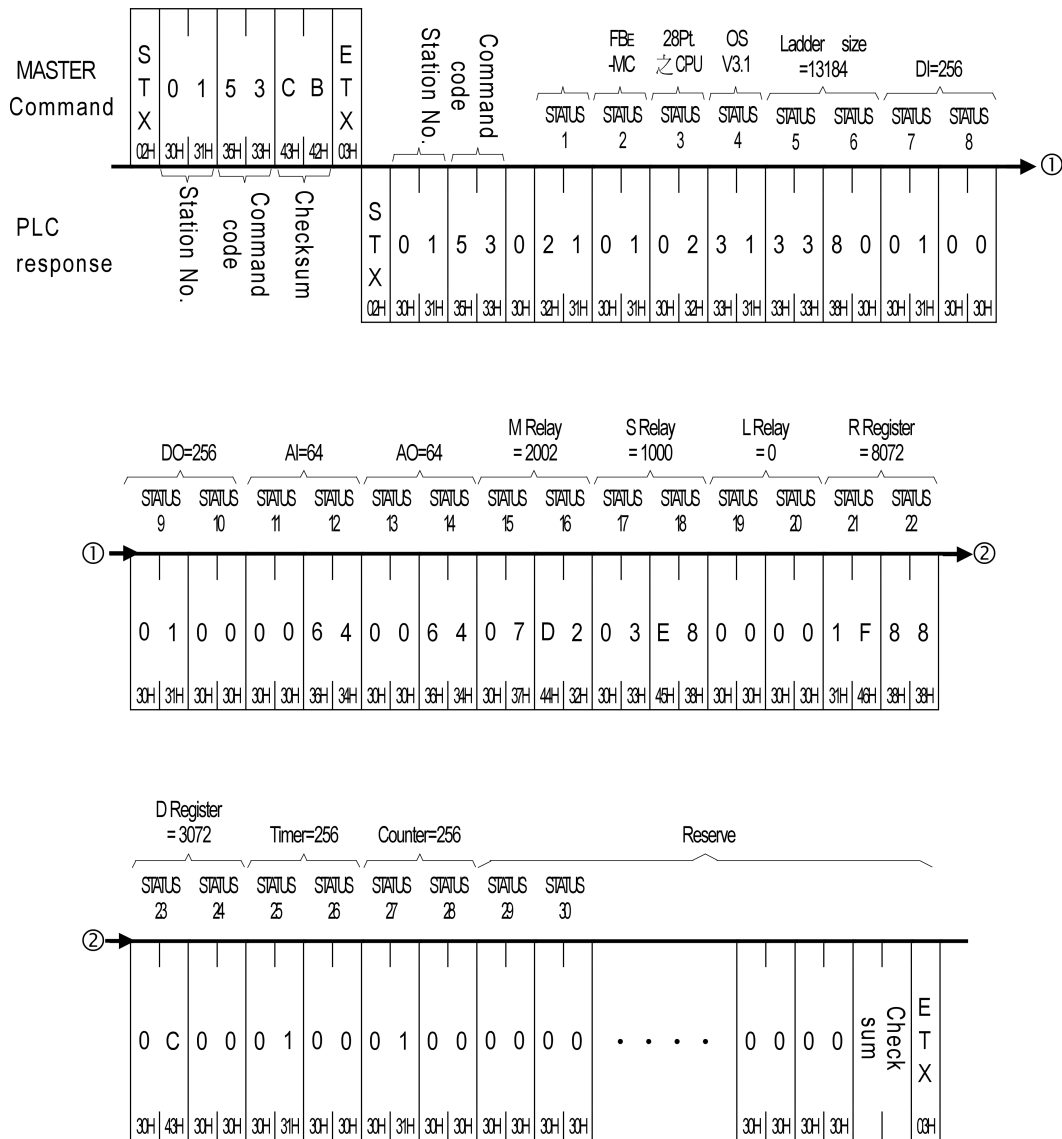 MASTER
Command
S T X 0 1 5 3 C B E T X
02H 30H 31H 35H 33H 43H 42H 03H
Station No.
Command code
Checksum
Station No.
Command code
FBE
-MC
28Pt.
之 CPU
OS
V3.1
Ladder size
=13184
DI=256
STATUS 1 STATUS 2 STATUS 3 STATUS 4 STATUS 5 STATUS 6 STATUS 7 STATUS 8
①
PLC
response
S T X 0 1 5 3 0 2 1 0 1 0 2 3 1 3 3 8 0 0 1 0 0
02H 30H 31H 35H 33H 30H 32H 31H 30H 31H 30H 32H 33H 31H 33H 33H 38H 30H 30H 31H 30H 30H
DO=256
AI=64
AO=64
M Relay
= 2002
S Relay
= 1000
L Relay
= 0
R Register
= 8072
STATUS 9 STATUS 10 STATUS 11 STATUS 12 STATUS 13 STATUS 14 STATUS 15 STATUS 16 STATUS 17 STATUS 18 STATUS 19 STATUS 20 STATUS 21 STATUS 22
① ②
0 1 0 0 0 0 6 4 0 0 6 4 0 7 D 2 0 3 E 8 0 0 0 0 1 F 8 8
30H 31H 30H 30H 30H 30H 36H 34H 30H 30H 36H 34H 30H 37H 44H 32H 30H 33H 45H 38H 30H 30H 30H 30H 31H 46H 38H 38H
D Register
= 3072
Timer=256
Counter=256
Reserve
STATUS 23 STATUS 24 STATUS 25 STATUS 26 STATUS 27 STATUS 28 STATUS 29 STATUS 30
②
0 C 0 0 0 1 0 0 0 1 0 0 0 0 0 0 · · · · 0 0 0 0 Check sum E T X
30H 43H 30H 30H 30H 31H 30H 30H 30H 31H 30H 30H 30H 30H 30H 30H 30H 30H 30H 30H 03H